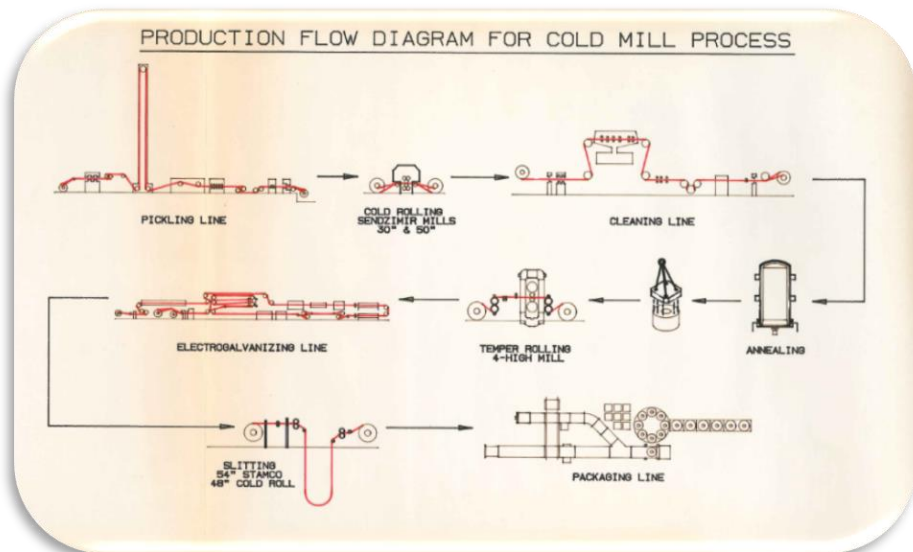 PRODUCTION FLOW DIAGRAM FOR COLD MILL PROCESS
PICKLING LINE
COLD ROLLING
SENDZIMIR MILLS
30" & 50"
CLEANING LINE
ELECTROGALVANIZING LINE
TEMPER ROLLING
4-HIGH MILL
ANNEALING
SLITTING
54" STAMCO
48" COLD ROLL
PACKAGING LINE